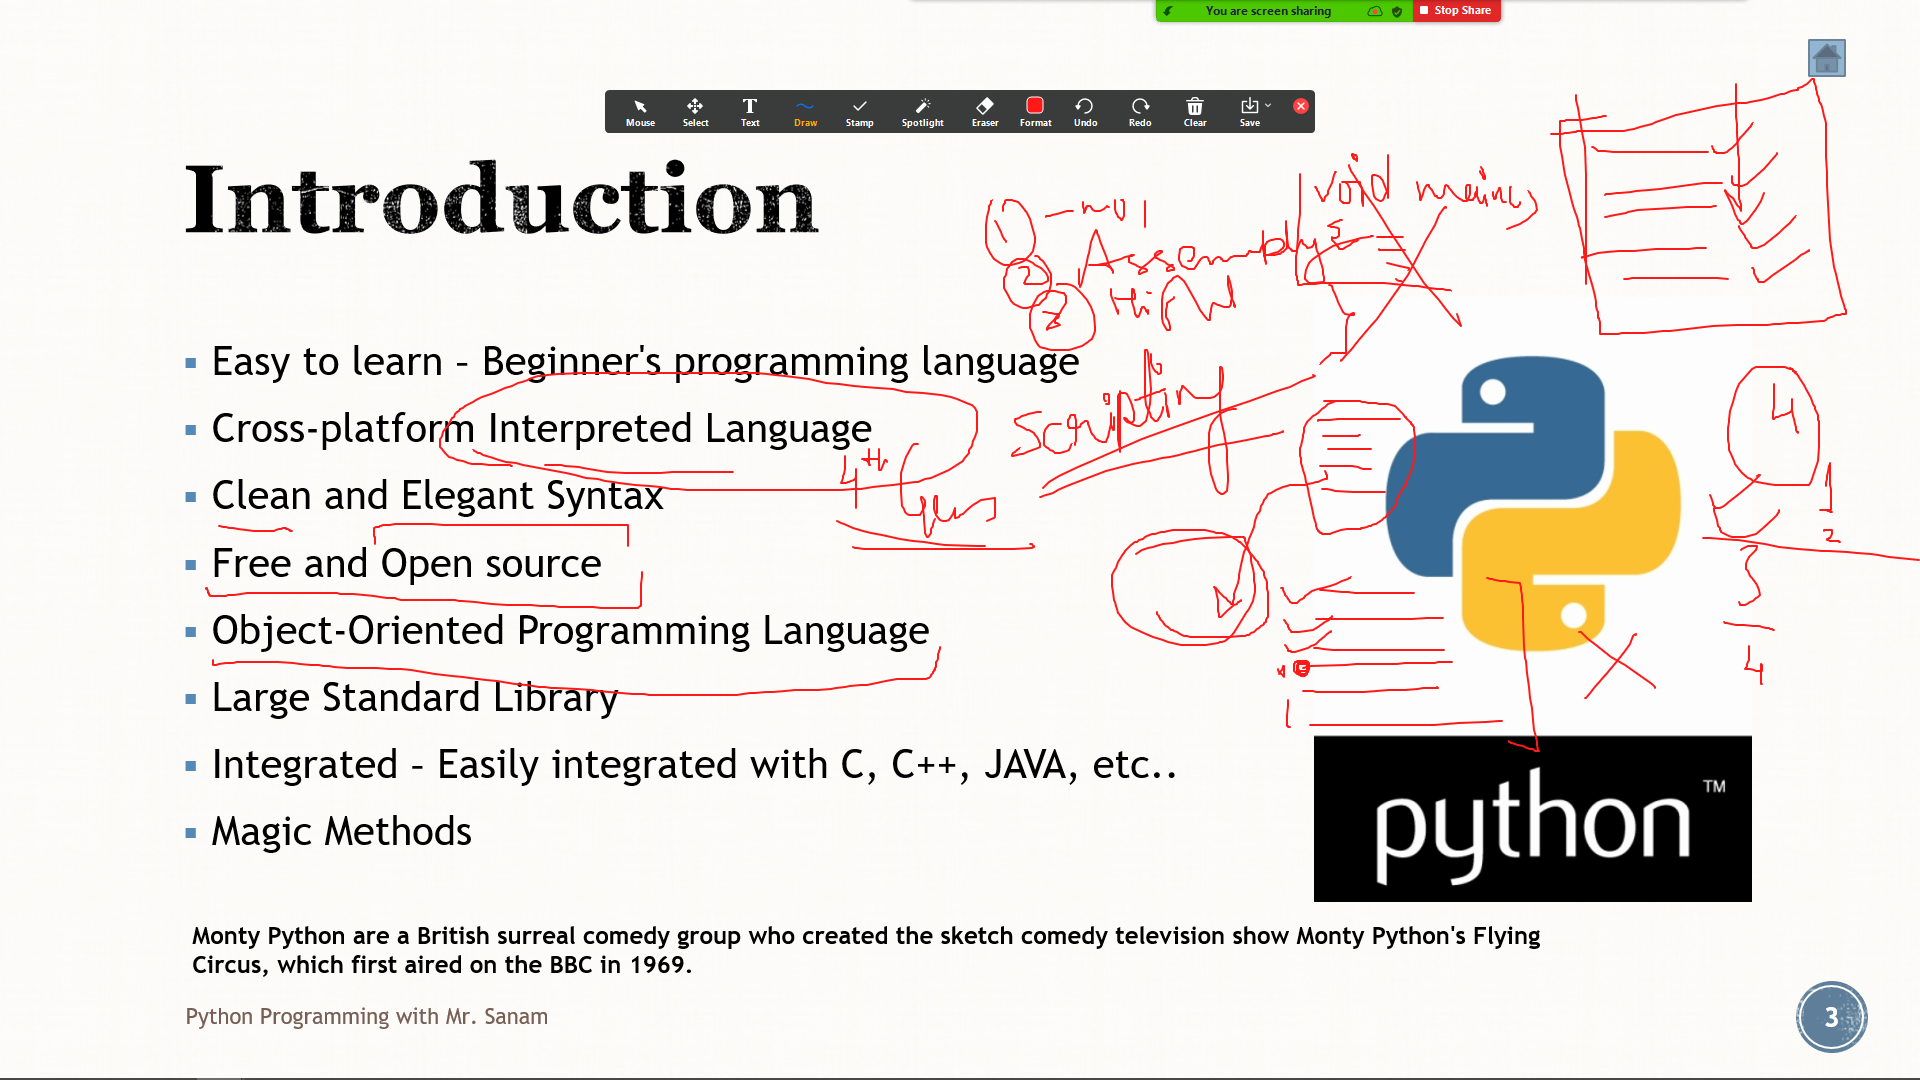 You are screen sharing
Stop Share
Mouse Select Text Draw Stamp Spotlight Eraser Format Undo Redo Clear Save
Introduction
void main()
1 - m01
2 Assembly
3
Easy to learn – Beginner's programming language
Cross-platform Interpreted Language
scripting
4
4th
1
2
3
4
Clean and Elegant Syntax
Free and Open source
Object-Oriented Programming Language
Large Standard Library
Integrated – Easily integrated with C, C++, JAVA, etc..
Magic Methods
python TM
Monty Python are a British surreal comedy group who created the sketch comedy television show Monty Python's Flying
Circus, which first aired on the BBC in 1969.
Python Programming with Mr. Sanam
3